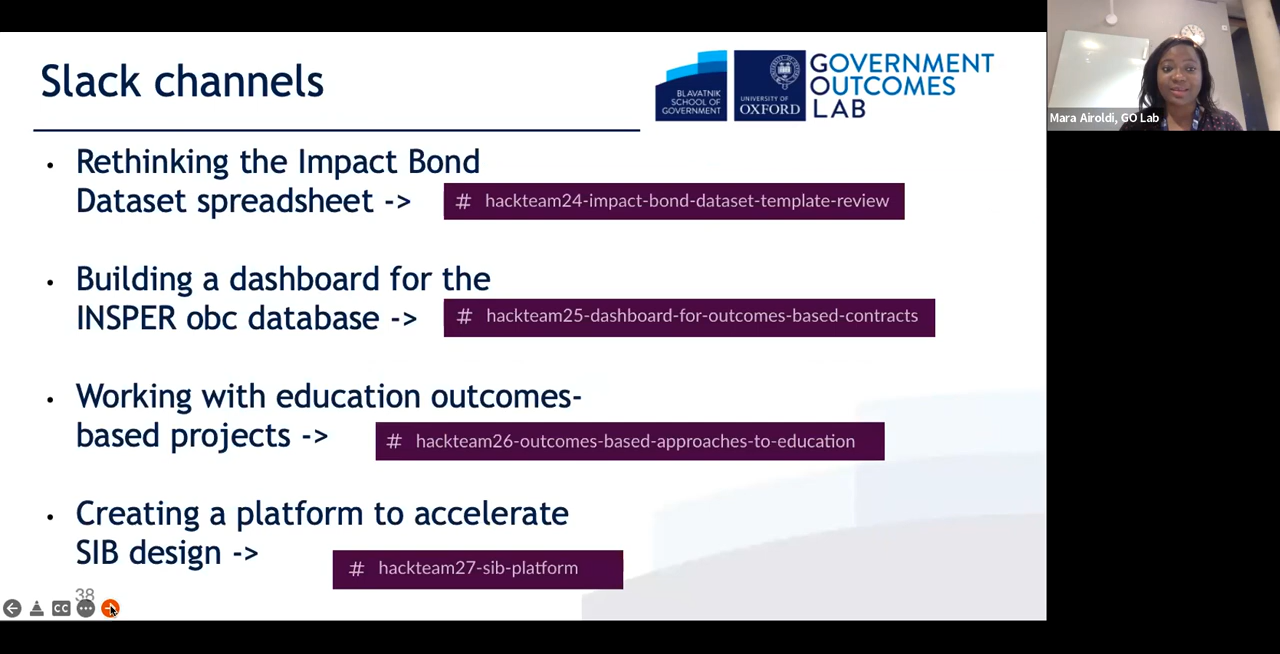 Slack channels
BLAVATNIK
SCHOOL OF
GOVERNMENT
UNIVERSITY OF
OXFORD
GOVERNMENT
OUTCOMES
LAB
Mara Airoldi, GO Lab
• Rethinking the Impact Bond
Dataset spreadsheet ->
# hackteam24-impact-bond-dataset-template-review
• Building a dashboard for the
INSPER obc database ->
# hackteam25-dashboard-for-outcomes-based-contracts
• Working with education outcomes-
based projects ->
# hackteam26-outcomes-based-approaches-to-education
• Creating a platform to accelerate
SIB design ->
# hackteam27-sib-platform
38
CC